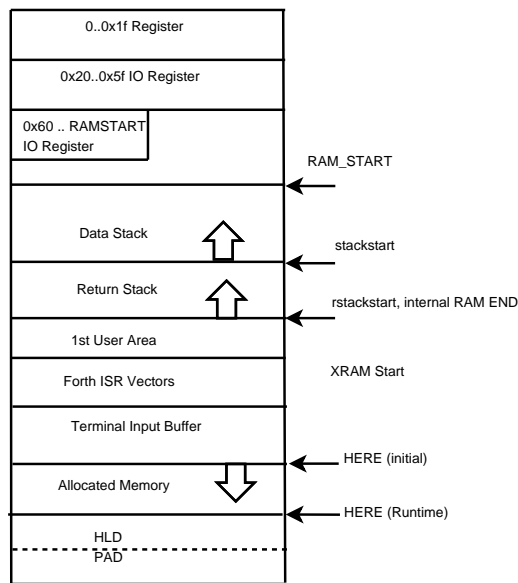 0..0x1f Register
0x20..0x5f IO Register
0x60 .. RAMSTART
IO Register
RAM_START
Data Stack
stackstart
Return Stack
rstackstart, internal RAM END
1st User Area
XRAM Start
Forth ISR Vectors
Terminal Input Buffer
HERE (initial)
Allocated Memory
HERE (Runtime)
HLD
PAD